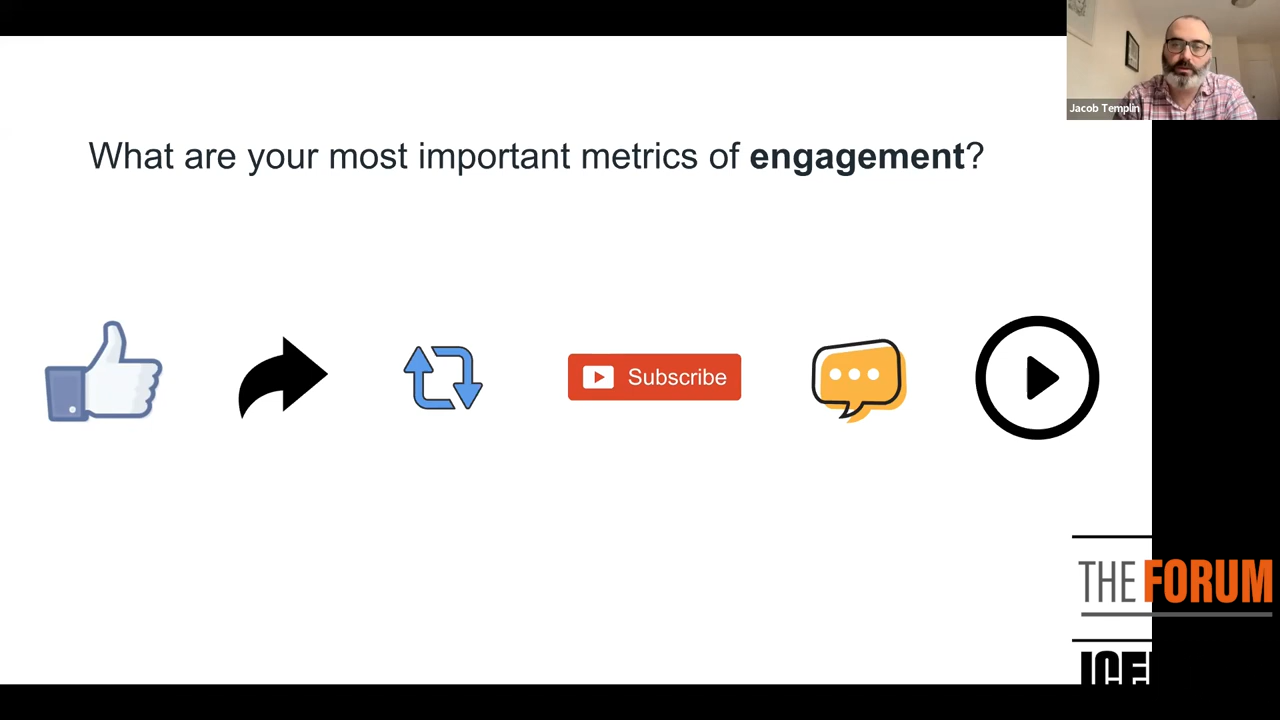 Jacob Templin
What are your most important metrics of engagement?
Subscribe
THE FORUM